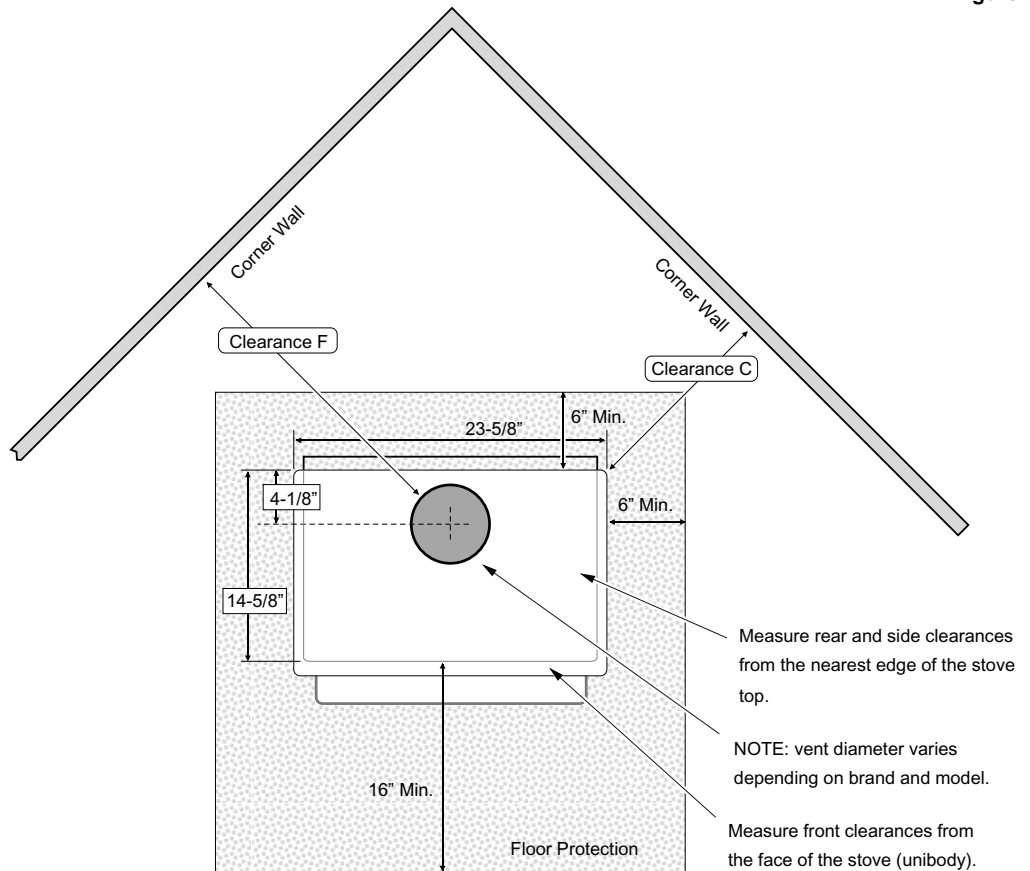 Corner Wall
Corner Wall
Clearance F
Clearance C
6” Min.
23-5/8”
4-1/8”
6” Min.
14-5/8”
Measure rear and side clearances
from the nearest edge of the stove
top.
NOTE: vent diameter varies
depending on brand and model.
16” Min.
Measure front clearances from
the face of the stove (unibody).
Floor Protection